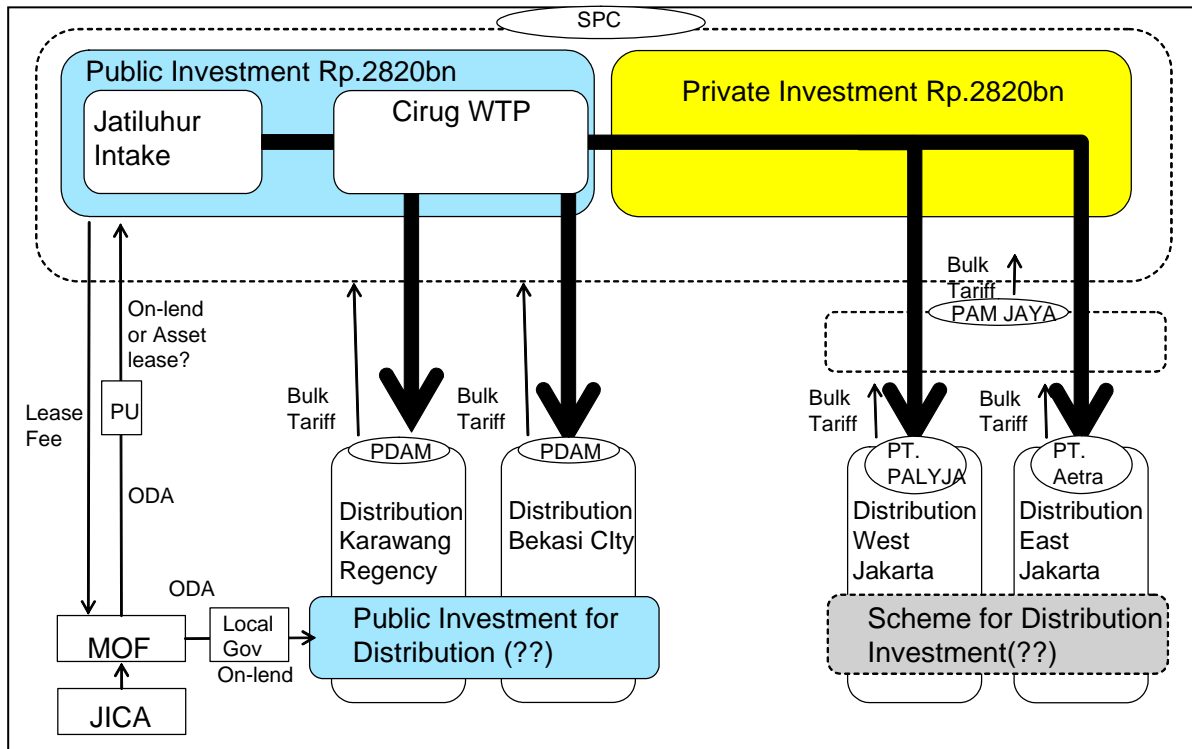 SPC
Public Investment Rp.2820bn
Private Investment Rp.2820bn
Jatiluhur
Intake
Cirug WTP
On-lend
or Asset
lease?
PU
Lease
Fee
ODA
Bulk
Tariff
Bulk
Tariff
Bulk
Tariff
PAM JAYA
Bulk
Tariff
Bulk
Tariff
PDAM
PDAM
PT.
PALYJA
PT.
Aetra
Distribution
Karawang
Regency
Distribution
Bekasi CIty
Distribution
West
Jakarta
Distribution
East
Jakarta
ODA
MOF
Local
Gov
On-lend
JICA
Public Investment for
Distribution (??)
Scheme for Distribution
Investment(??)